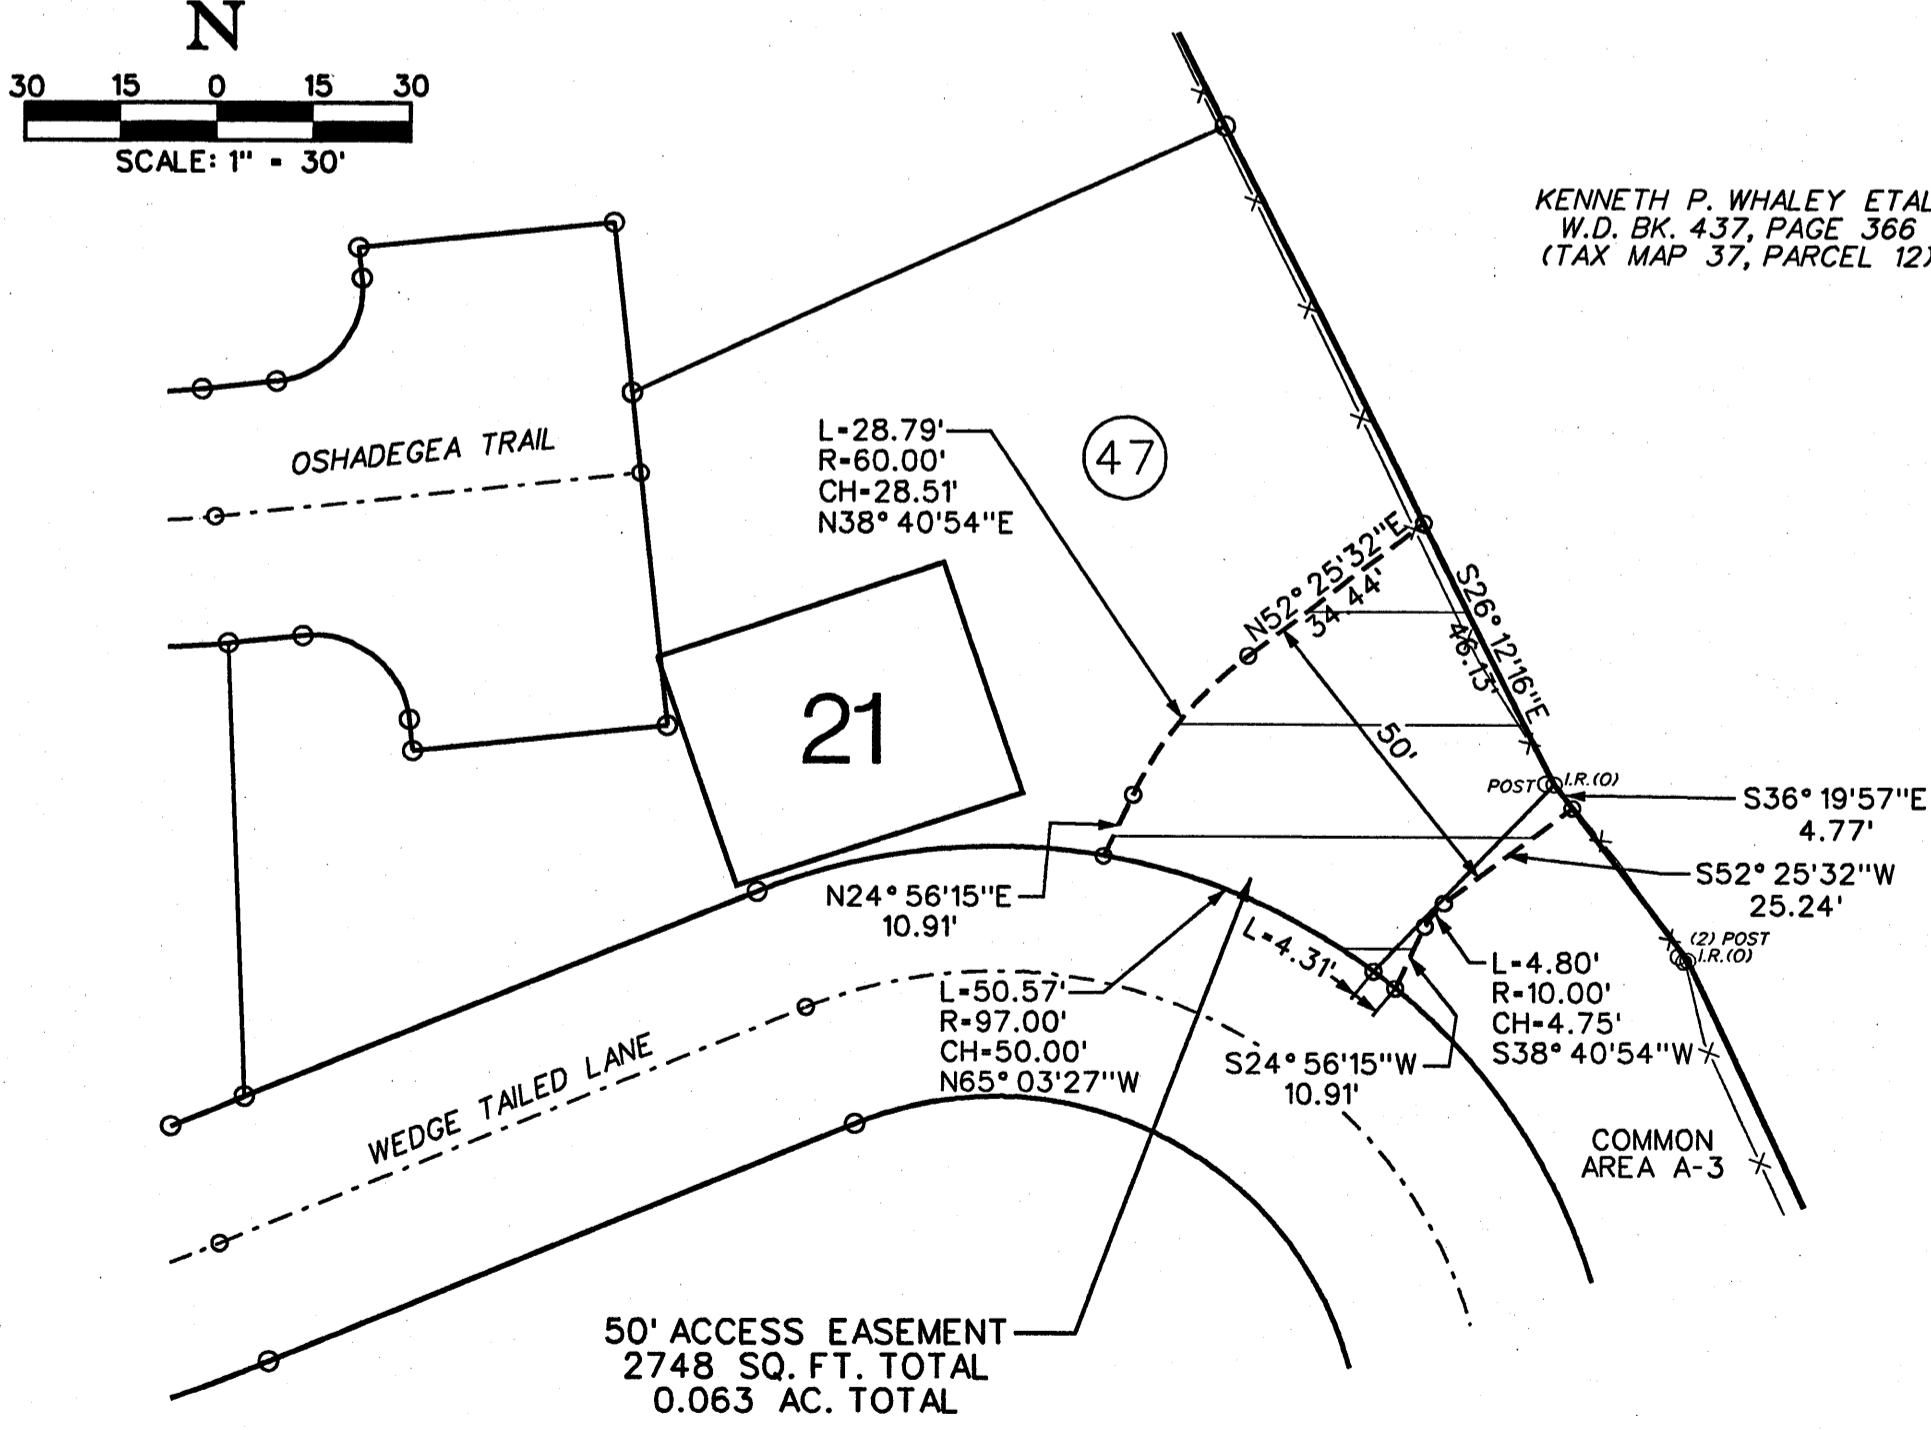 N
30 15 0 15 30
SCALE: 1" = 30'
KENNETH P. WHALEY ETAL
W.D. BK. 437, PAGE 366
(TAX MAP 37, PARCEL 12)
OSHADEGEA TRAIL
L=28.79'
R=60.00'
CH=28.51'
N38° 40'54"E
47
N52° 25'32"E
34.44'
S26° 12'16"E
46.13'
21
50'
POST
I.R.(O)
S36° 19'57"E
4.77'
S52° 25'32"W
25.24'
N24° 56'15"E
10.91'
L=4.31'
(2) POST
I.R.(O)
L=4.80'
R=10.00'
CH=4.75'
S38° 40'54"W
L=50.57'
R=97.00'
CH=50.00'
N65° 03'27"W
S24° 56'15"W
10.91'
WEDGE TAILED LANE
COMMON
AREA A-3
50' ACCESS EASEMENT
2748 SQ. FT. TOTAL
0.063 AC. TOTAL